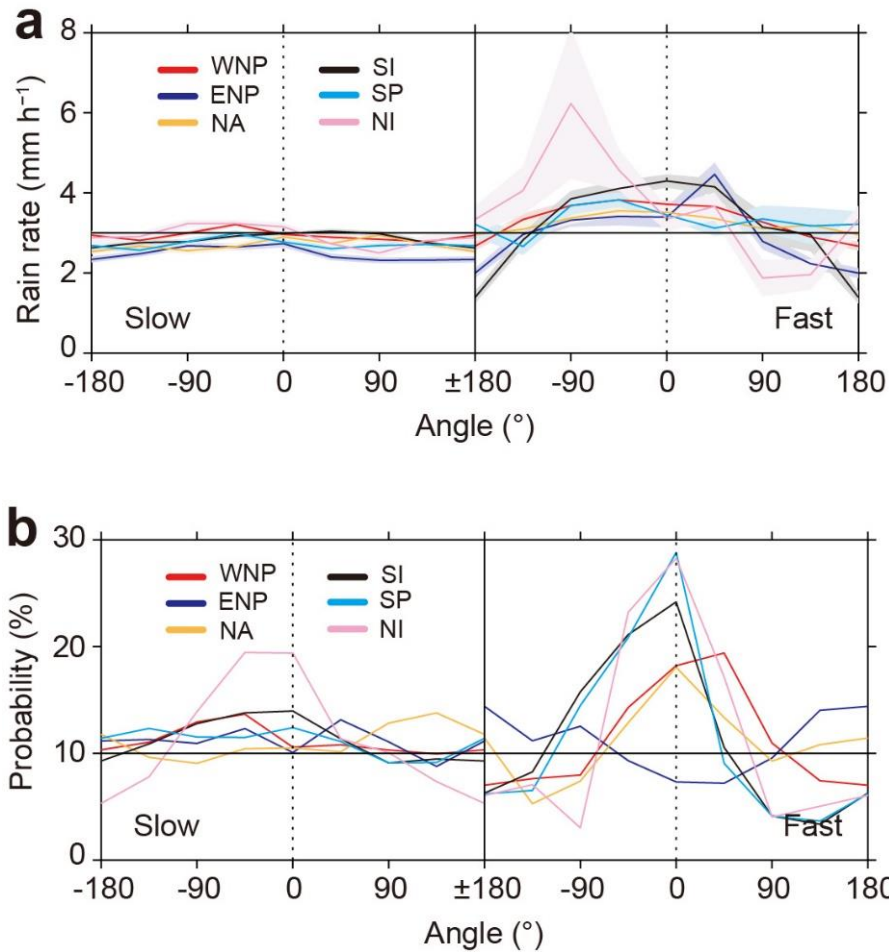 a
Rain rate (mm h⁻¹)
8
6
4
2
0
WNP SI
ENP SP
NA NI
Slow Fast
-180 -90 0 90 ±180 -90 0 90 180
Angle (°)
b
Probability (%)
30
20
10
0
WNP SI
ENP SP
NA NI
Slow Fast
-180 -90 0 90 ±180 -90 0 90 180
Angle (°)